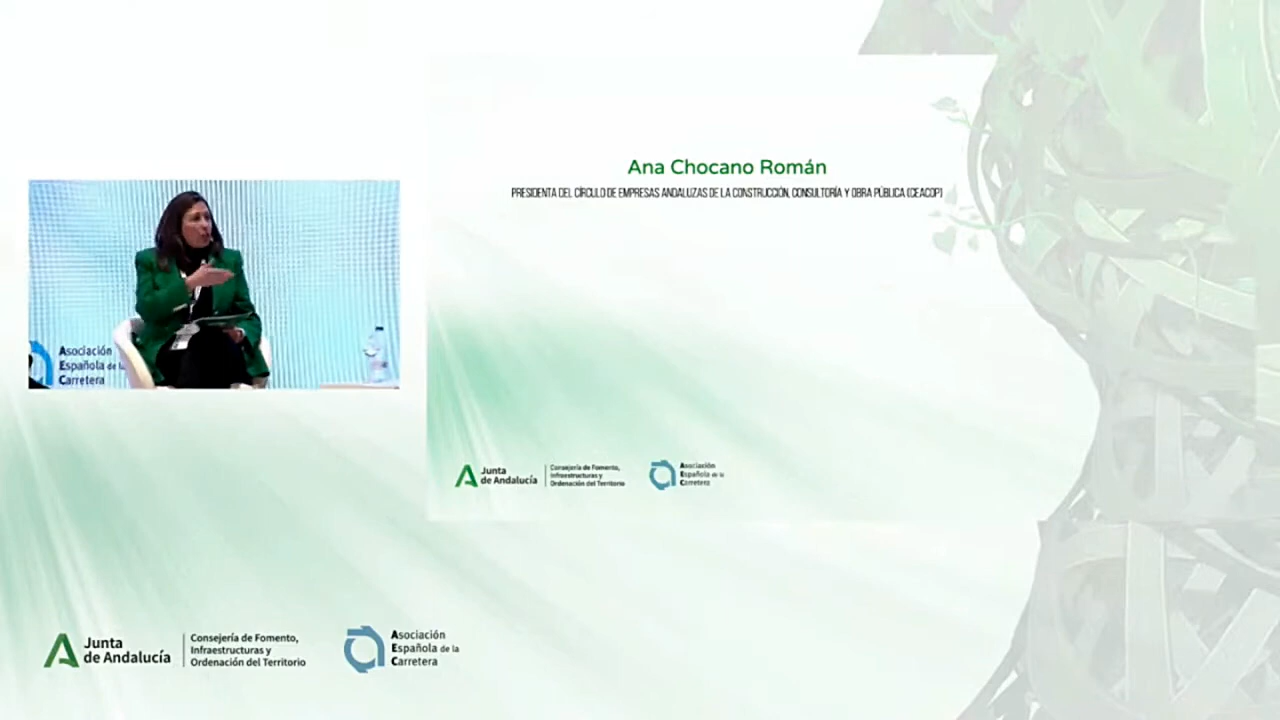 Ana Chocano Román
PRESIDENTA DEL CÍRCULO DE EMPRESAS ANDALUZAS DE LA CONSTRUCCIÓN, CONSULTORÍA Y OBRA PÚBLICA (CEACOP)
Asociación
Española de la
Carretera
Junta
de Andalucía
Consejería de Fomento,
Infraestructuras y
Ordenación del Territorio
Asociación
Española de la
Carretera
Junta
de Andalucía
Consejería de Fomento,
Infraestructuras y
Ordenación del Territorio
Asociación
Española de la
Carretera